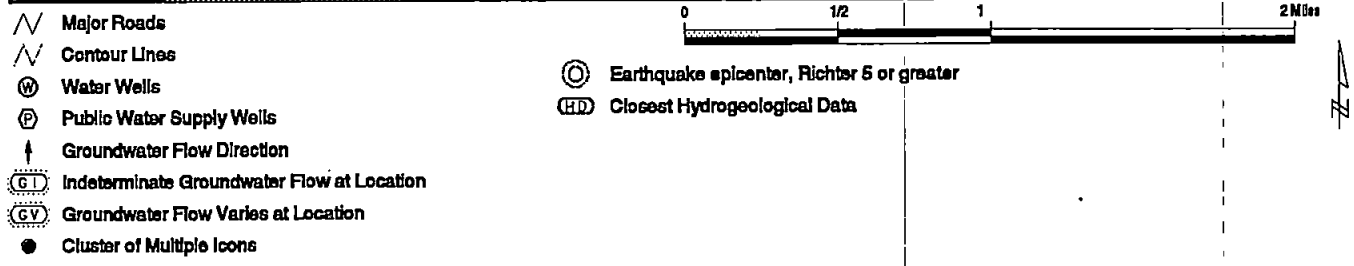 0 1/2 1 2 Miles
Major Roads
Contour Lines
Water Wells
Public Water Supply Wells
Groundwater Flow Direction
Indeterminate Groundwater Flow at Location
Groundwater Flow Varies at Location
Cluster of Multiple Icons
Earthquake epicenter, Richter 5 or greater
Closest Hydrogeological Data
W
P
GI
GV
HD
N